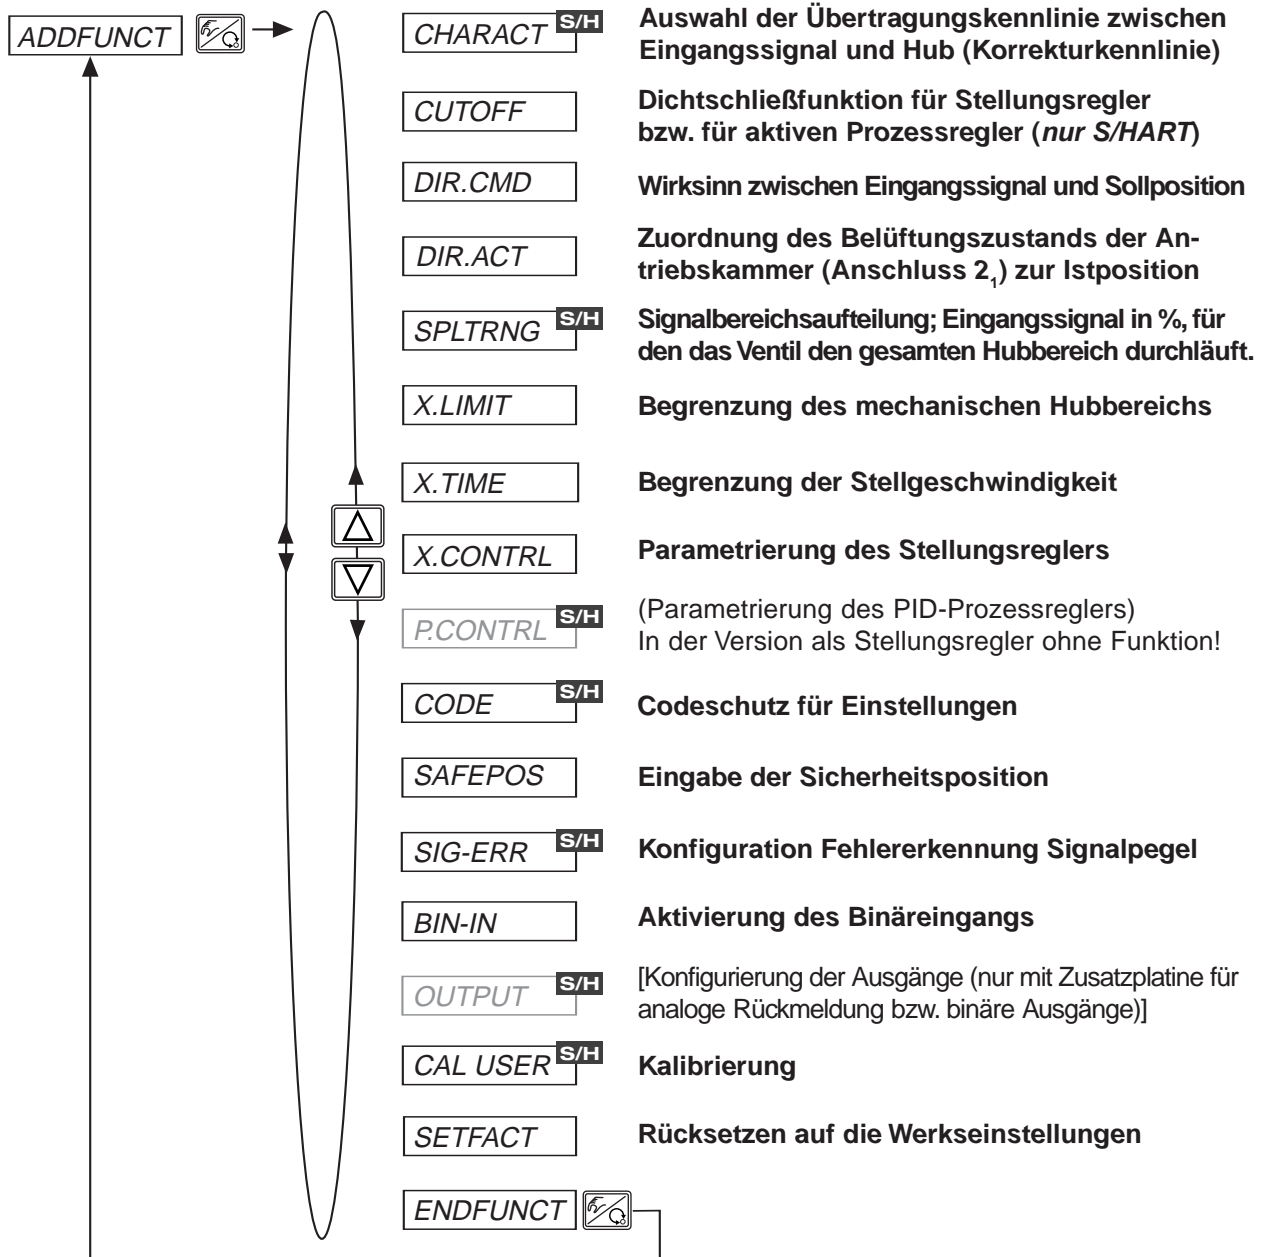 ADDFUNCT
CHARACT S/H Auswahl der Übertragungskennlinie zwischen
Eingangssignal und Hub (Korrekturkennlinie)
CUTOFF Dichtschließfunktion für Stellungsregler
bzw. für aktiven Prozessregler (nur S/HART)
DIR.CMD Wirksinn zwischen Eingangssignal und Sollposition
DIR.ACT Zuordnung des Belüftungszustands der An-
triebskammer (Anschluss 2₁) zur Istposition
SPLTRNG S/H Signalbereichsaufteilung; Eingangssignal in %, für
den das Ventil den gesamten Hubbereich durchläuft.
X.LIMIT Begrenzung des mechanischen Hubbereichs
X.TIME Begrenzung der Stellgeschwindigkeit
X.CONTRL Parametrierung des Stellungsreglers
P.CONTRL S/H (Parametrierung des PID-Prozessreglers)
In der Version als Stellungsregler ohne Funktion!
CODE S/H Codeschutz für Einstellungen
SAFEPOS Eingabe der Sicherheitsposition
SIG-ERR S/H Konfiguration Fehlererkennung Signalpegel
BIN-IN Aktivierung des Binäreingangs
OUTPUT S/H [Konfigurierung der Ausgänge (nur mit Zusatzplatine für
analoge Rückmeldung bzw. binäre Ausgänge)]
CAL USER S/H Kalibrierung
SETFACT Rücksetzen auf die Werkseinstellungen
ENDFUNCT